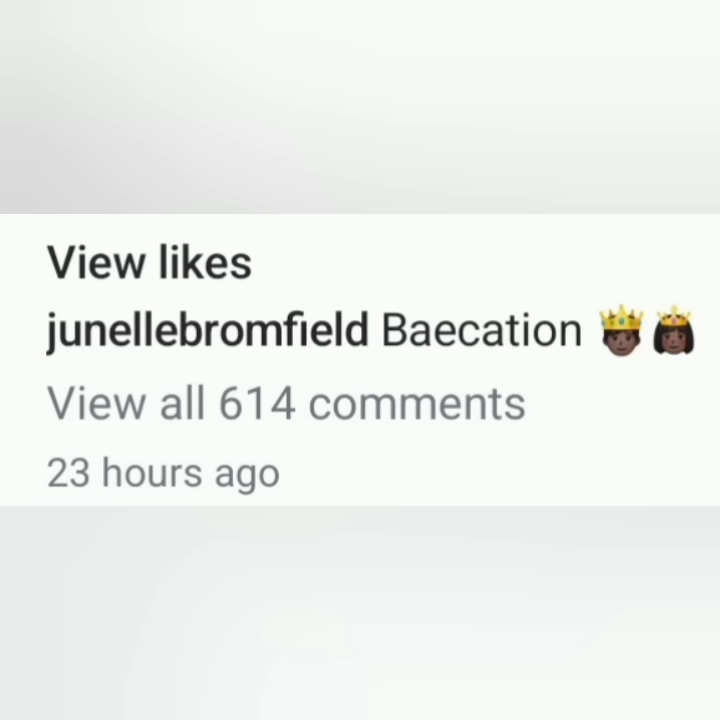 View likes
junellebromfield Baecation 🤴🏿👸🏿
View all 614 comments
23 hours ago